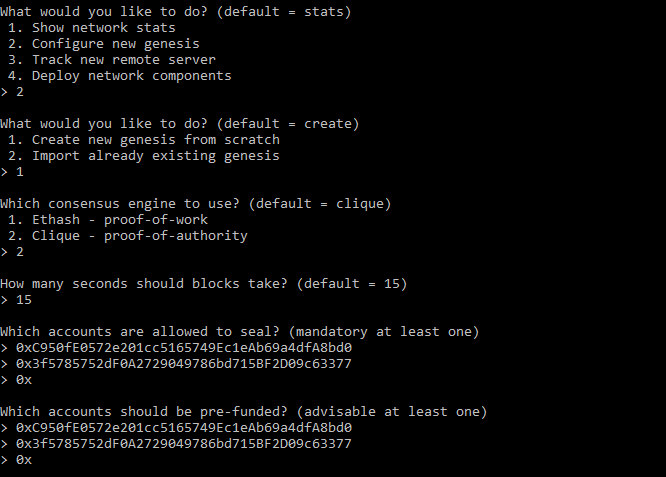 What would you like to do? (default = stats)
1. Show network stats
2. Configure new genesis
3. Track new remote server
4. Deploy network components
> 2
What would you like to do? (default = create)
1. Create new genesis from scratch
2. Import already existing genesis
> 1
Which consensus engine to use? (default = clique)
1. Ethash - proof-of-work
2. Clique - proof-of-authority
> 2
How many seconds should blocks take? (default = 15)
> 15
Which accounts are allowed to seal? (mandatory at least one)
> 0xC950fE0572e201cc5165749Ec1eAb69a4dfA8bd0
> 0x3f5785752dF0A2729049786bd715BF2D09c63377
> 0x
Which accounts should be pre-funded? (advisable at least one)
> 0xC950fE0572e201cc5165749Ec1eAb69a4dfA8bd0
> 0x3f5785752dF0A2729049786bd715BF2D09c63377
> 0x